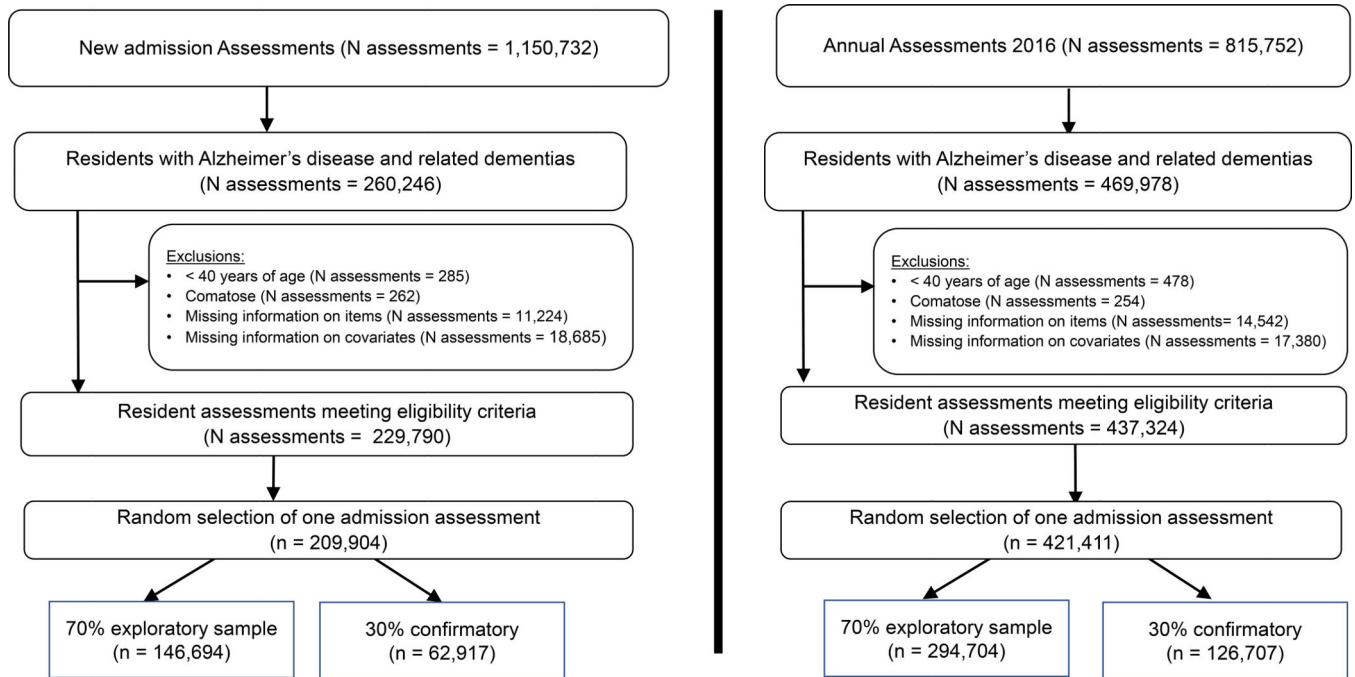 New admission Assessments (N assessments = 1,150,732)
Residents with Alzheimer's disease and related dementias
(N assessments = 260,246)
Exclusions:
• < 40 years of age (N assessments = 285)
• Comatose (N assessments = 262)
• Missing information on items (N assessments = 11,224)
• Missing information on covariates (N assessments = 18,685)
Resident assessments meeting eligibility criteria
(N assessments = 229,790)
Random selection of one admission assessment
(n = 209,904)
70% exploratory sample
(n = 146,694)
30% confirmatory
(n = 62,917)
Annual Assessments 2016 (N assessments = 815,752)
Residents with Alzheimer's disease and related dementias
(N assessments = 469,978)
Exclusions:
• < 40 years of age (N assessments = 478)
• Comatose (N assessments = 254)
• Missing information on items (N assessments= 14,542)
• Missing information on covariates (N assessments = 17,380)
Resident assessments meeting eligibility criteria
(N assessments = 437,324)
Random selection of one admission assessment
(n = 421,411)
70% exploratory sample
(n = 294,704)
30% confirmatory
(n = 126,707)